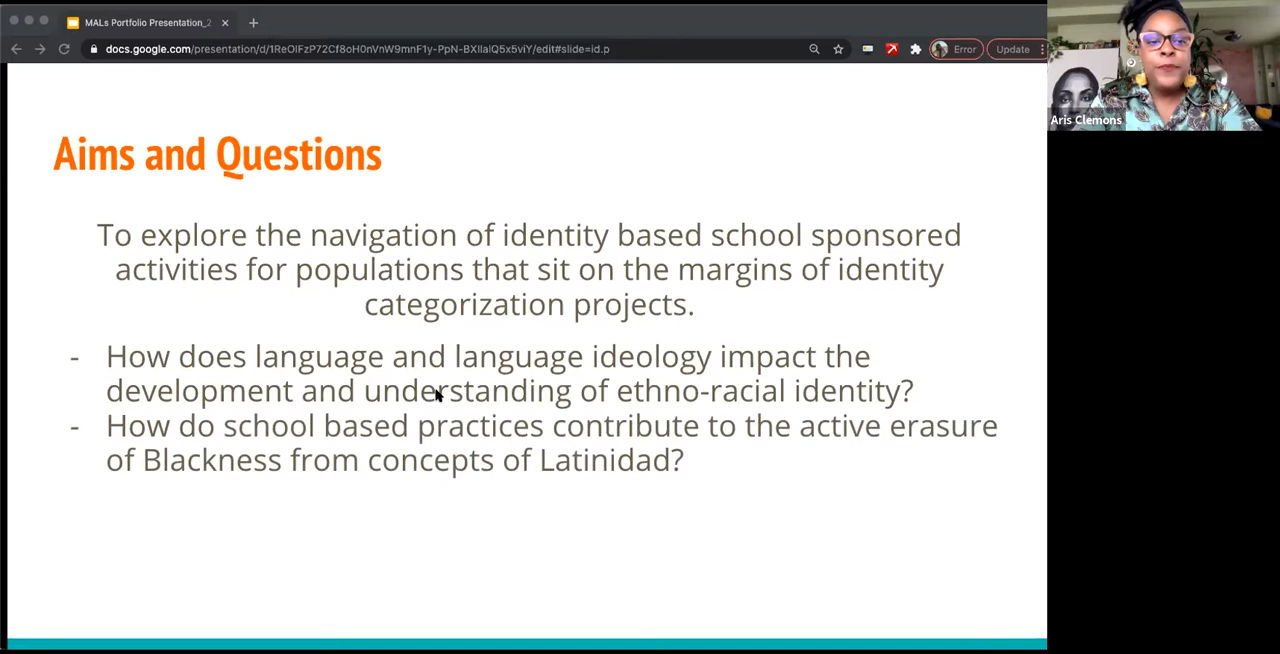 MALs Portfolio Presentation_2
docs.google.com/presentation/d/1ReOlFzP72Cf8oH0nVnW9mnF1y-PpN-BXIlalQ5x5viY/edit#slide=id.p
Error
Update
Aris Clemons
Aims and Questions
To explore the navigation of identity based school sponsored
activities for populations that sit on the margins of identity
categorization projects.
- How does language and language ideology impact the
development and understanding of ethno-racial identity?
- How do school based practices contribute to the active erasure
of Blackness from concepts of Latinidad?